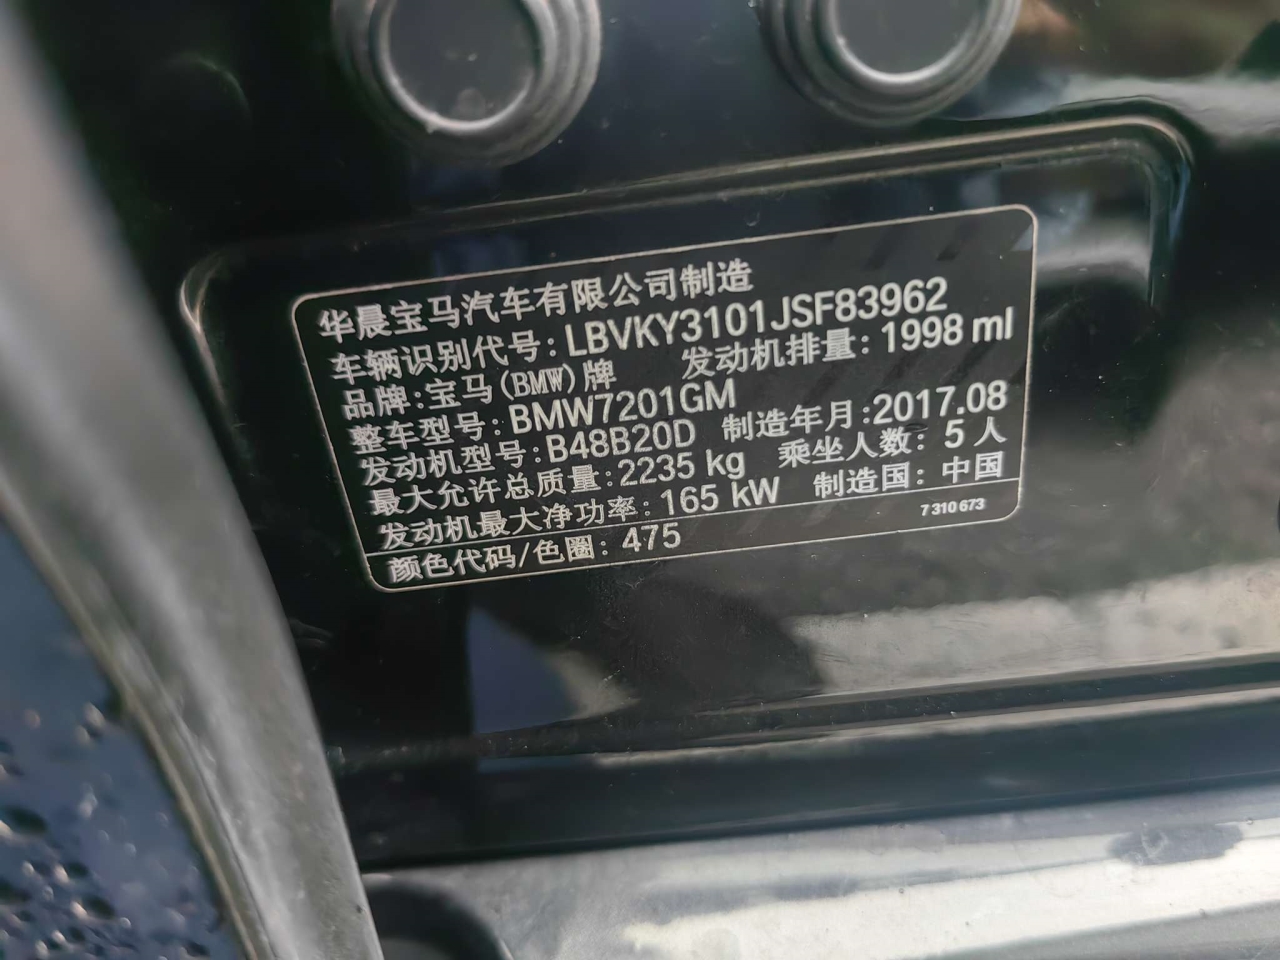 华晨宝马汽车有限公司制造
车辆识别代号: LBVKY3101JSF83962
品牌:宝马(BMW)牌 发动机排量: 1998 ml
整车型号: BMW7201GM
发动机型号: B48B20D 制造年月:2017.08
最大允许总质量: 2235 kg 乘坐人数: 5 人
发动机最大净功率: 165 kW 制造国: 中国
颜色代码/色圈: 475 7 310 673